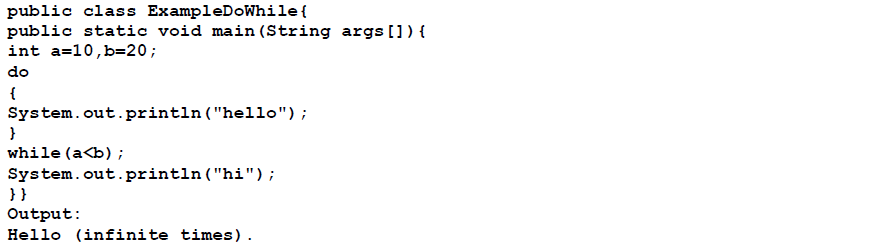 public class ExampleDoWhile{
public static void main(String args[]){
int a=10,b=20;
do
{
System.out.println("hello");
}
while(a<b);
System.out.println("hi");
}}
Output:
Hello (infinite times).